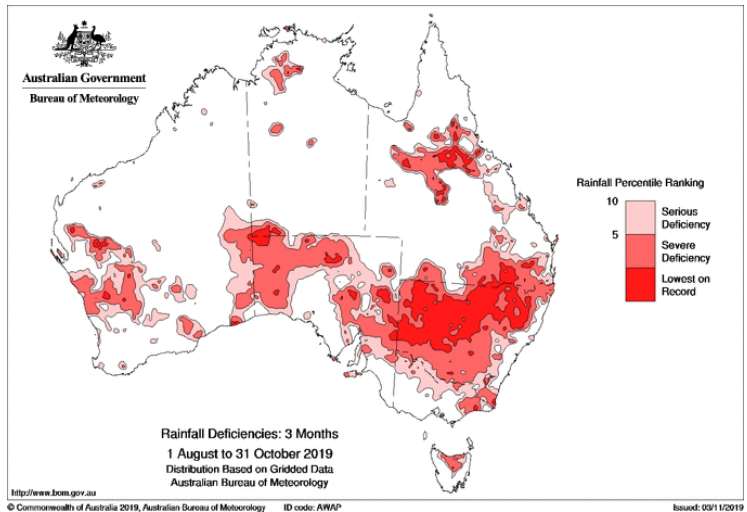 Australian Government
Bureau of Meteorology
Rainfall Percentile Ranking
10
Serious
Deficiency
5
Severe
Deficiency
Lowest on
Record
Rainfall Deficiencies: 3 Months
1 August to 31 October 2019
Distribution Based on Gridded Data
Australian Bureau of Meteorology
http://www.bom.gov.au
© Commonwealth of Australia 2019, Australian Bureau of Meteorology ID code: AWAP Issued: 03/11/2019